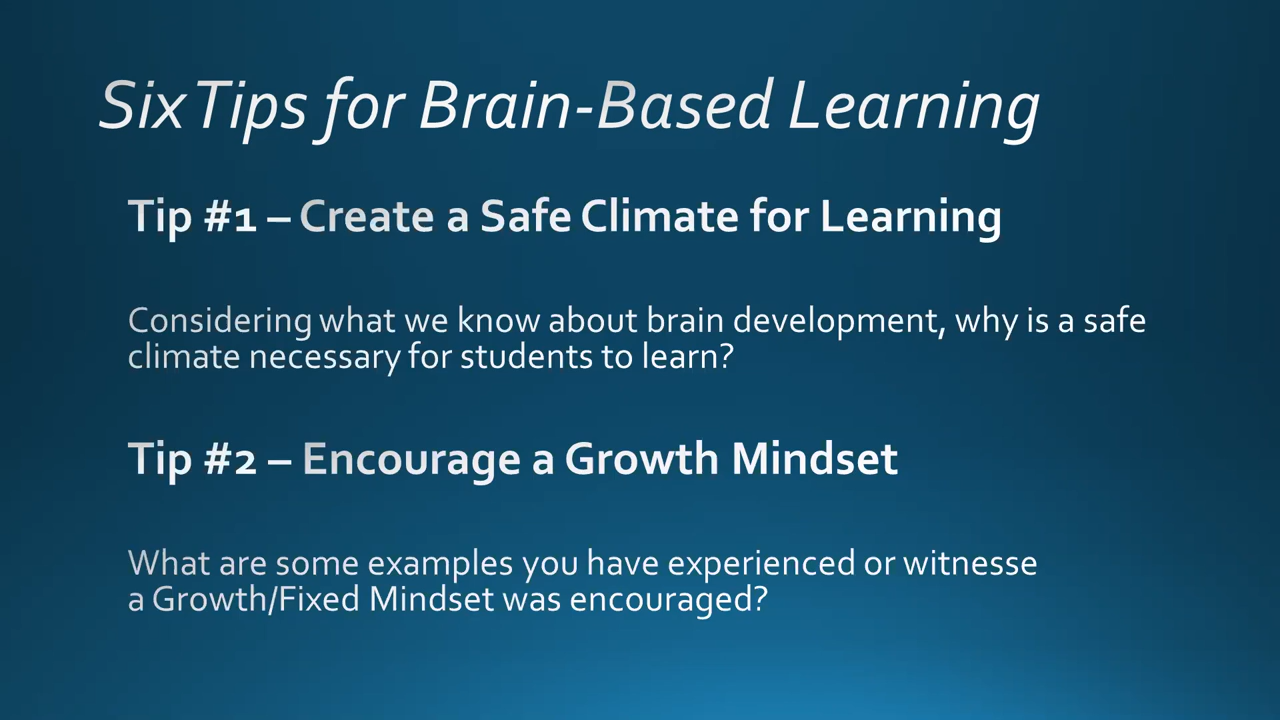 Six Tips for Brain-Based Learning
Tip #1 – Create a Safe Climate for Learning
Considering what we know about brain development, why is a safe
climate necessary for students to learn?
Tip #2 – Encourage a Growth Mindset
What are some examples you have experienced or witnesse
a Growth/Fixed Mindset was encouraged?